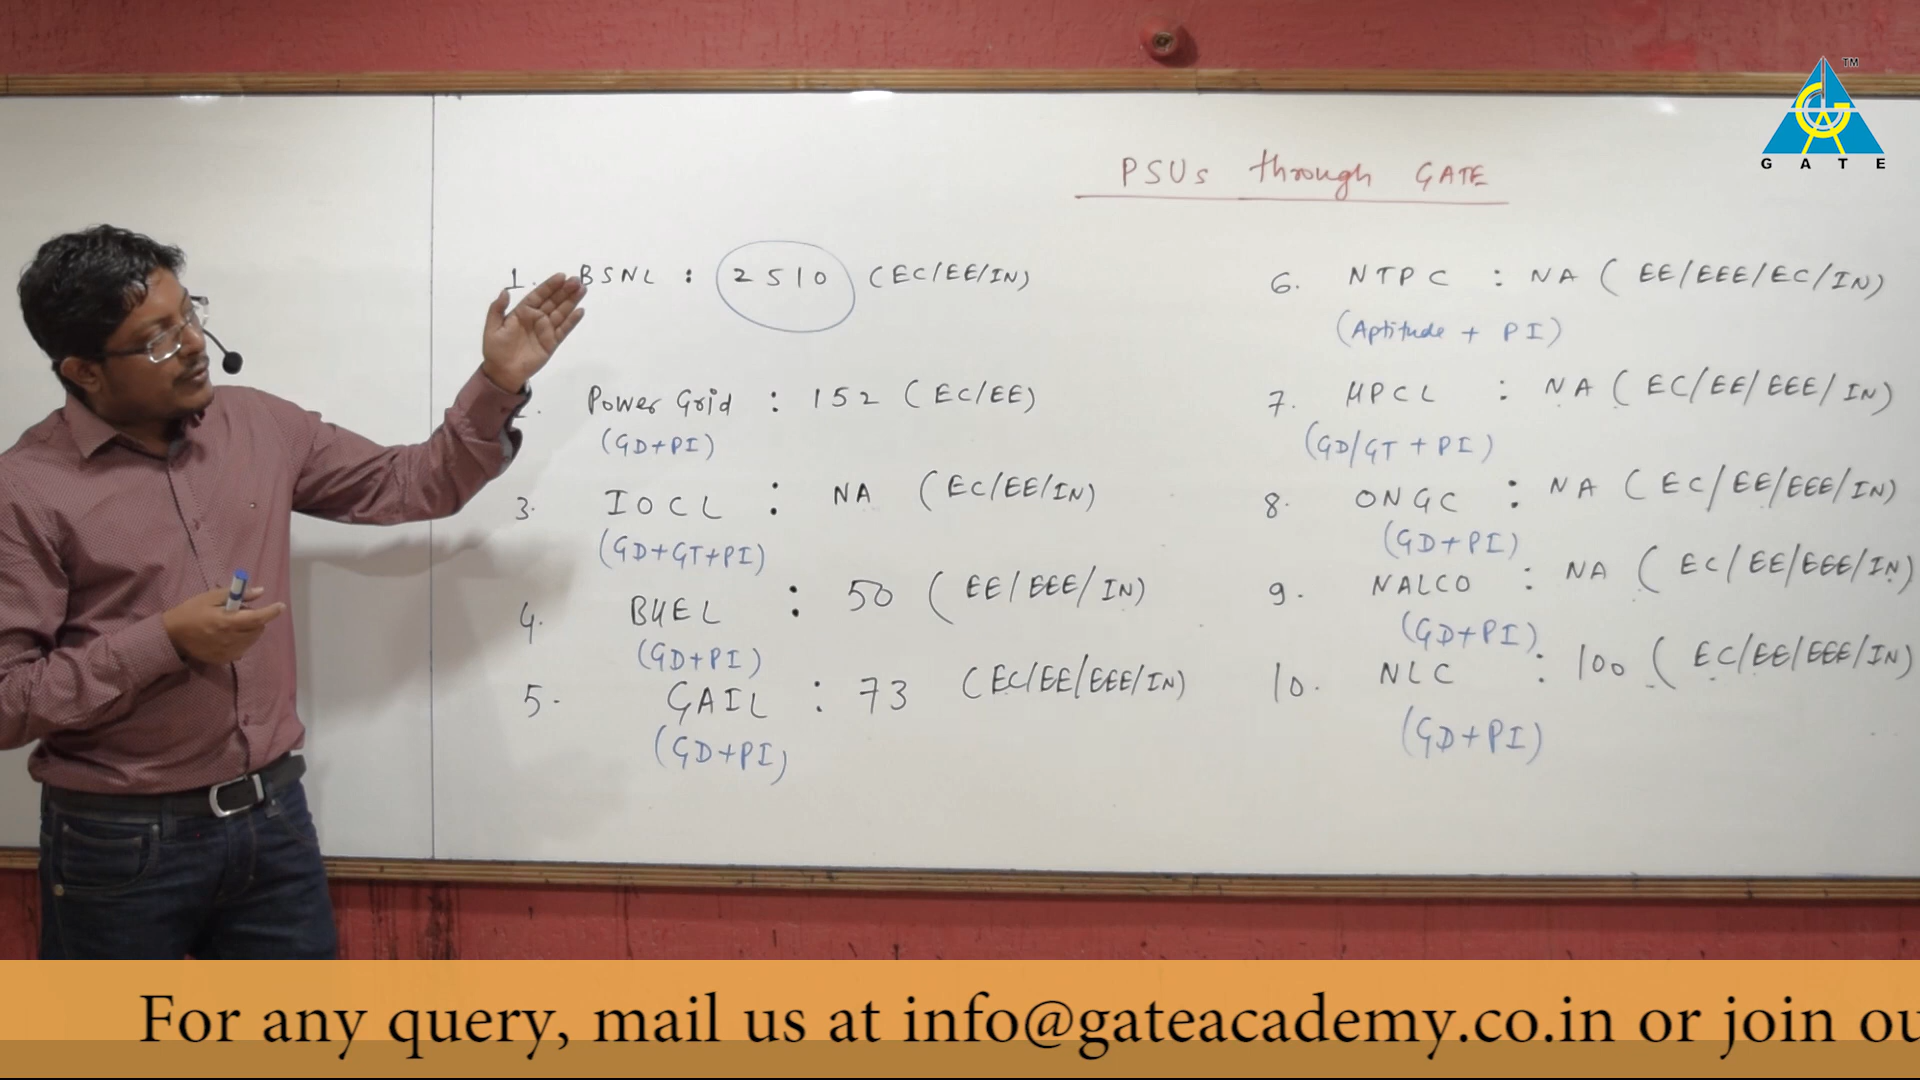 TM
GATE
PSUs through GATE
1. BSNL : 2510 (EC/EE/IN)
2. Power Grid : 152 (EC/EE)
(GD+PI)
3. IOCL : NA (EC/EE/IN)
(GD+GT+PI)
4. BHEL : 50 (EE/EEE/IN)
(GD+PI)
5. GAIL : 73 (EC/EE/EEE/IN)
(GD+PI)
6. NTPC : NA (EE/EEE/EC/IN)
(Aptitude + PI)
7. HPCL : NA (EC/EE/EEE/IN)
(GD/GT + PI)
8. ONGC : NA (EC/EE/EEE/IN)
(GD+PI)
9. NALCO : NA (EC/EE/EEE/IN)
(GD+PI)
10. NLC : 100 (EC/EE/EEE/IN)
(GD+PI)
For any query, mail us at info@gateacademy.co.in or join ou